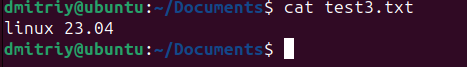 dmitriy@ubuntu:~/Documents$ cat test3.txt
linux 23.04
dmitriy@ubuntu:~/Documents$